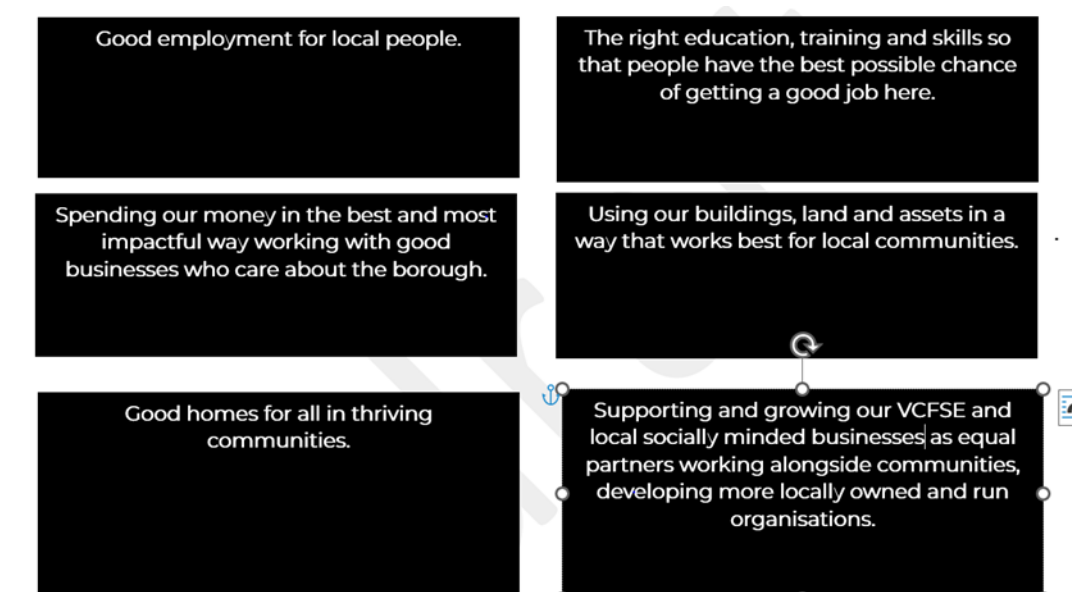 Good employment for local people.
The right education, training and skills so
that people have the best possible chance
of getting a good job here.
Spending our money in the best and most
impactful way working with good
businesses who care about the borough.
Using our buildings, land and assets in a
way that works best for local communities.
.
Good homes for all in thriving
communities.
Supporting and growing our VCFSE and
local socially minded businesses as equal
partners working alongside communities,
developing more locally owned and run
organisations.